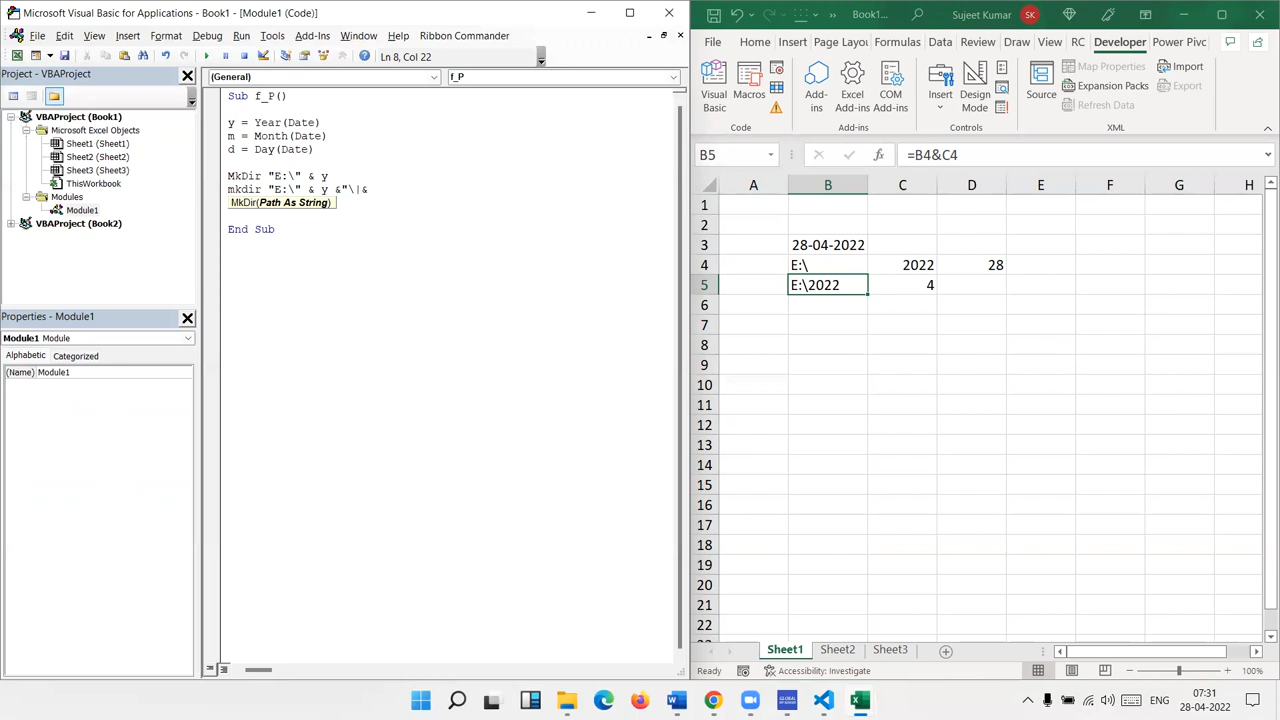 Microsoft Visual Basic for Applications - Book1 - [Module1 (Code)]
File Edit View Insert Format Debug Run Tools Add-Ins Window Help Ribbon Commander
Ln 8, Col 22
Project - VBAProject
VBAProject (Book1)
Microsoft Excel Objects
Sheet1 (Sheet1)
Sheet2 (Sheet2)
Sheet3 (Sheet3)
ThisWorkbook
Modules
Module1
VBAProject (Book2)
Properties - Module1
Module1 Module
Alphabetic Categorized
(Name) Module1
(General) f_P
Sub f_P()
y = Year(Date)
m = Month(Date)
d = Day(Date)
MkDir "E:\" & y
mkdir "E:\" & y &"\|&
MkDir(Path As String)
End Sub
Book1... Sujeet Kumar SK
File Home Insert Page Layou Formulas Data Review Draw View RC Developer Power Pivc
Visual Basic
Macros
Code
Add-ins
Excel Add-ins
COM Add-ins
Add-ins
Insert
Design Mode
Controls
Source
Map Properties
Expansion Packs
Refresh Data
Import
Export
XML
B5 fx =B4&C4
A B C D E F G H
1
2
3 28-04-2022
4 E:\ 2022 28
5 E:\2022 4
6
7
8
9
10
11
12
13
14
15
16
17
18
19
20
21
22
Sheet1 Sheet2 Sheet3
Ready Accessibility: Investigate 100%
ENG 07:31
28-04-2022